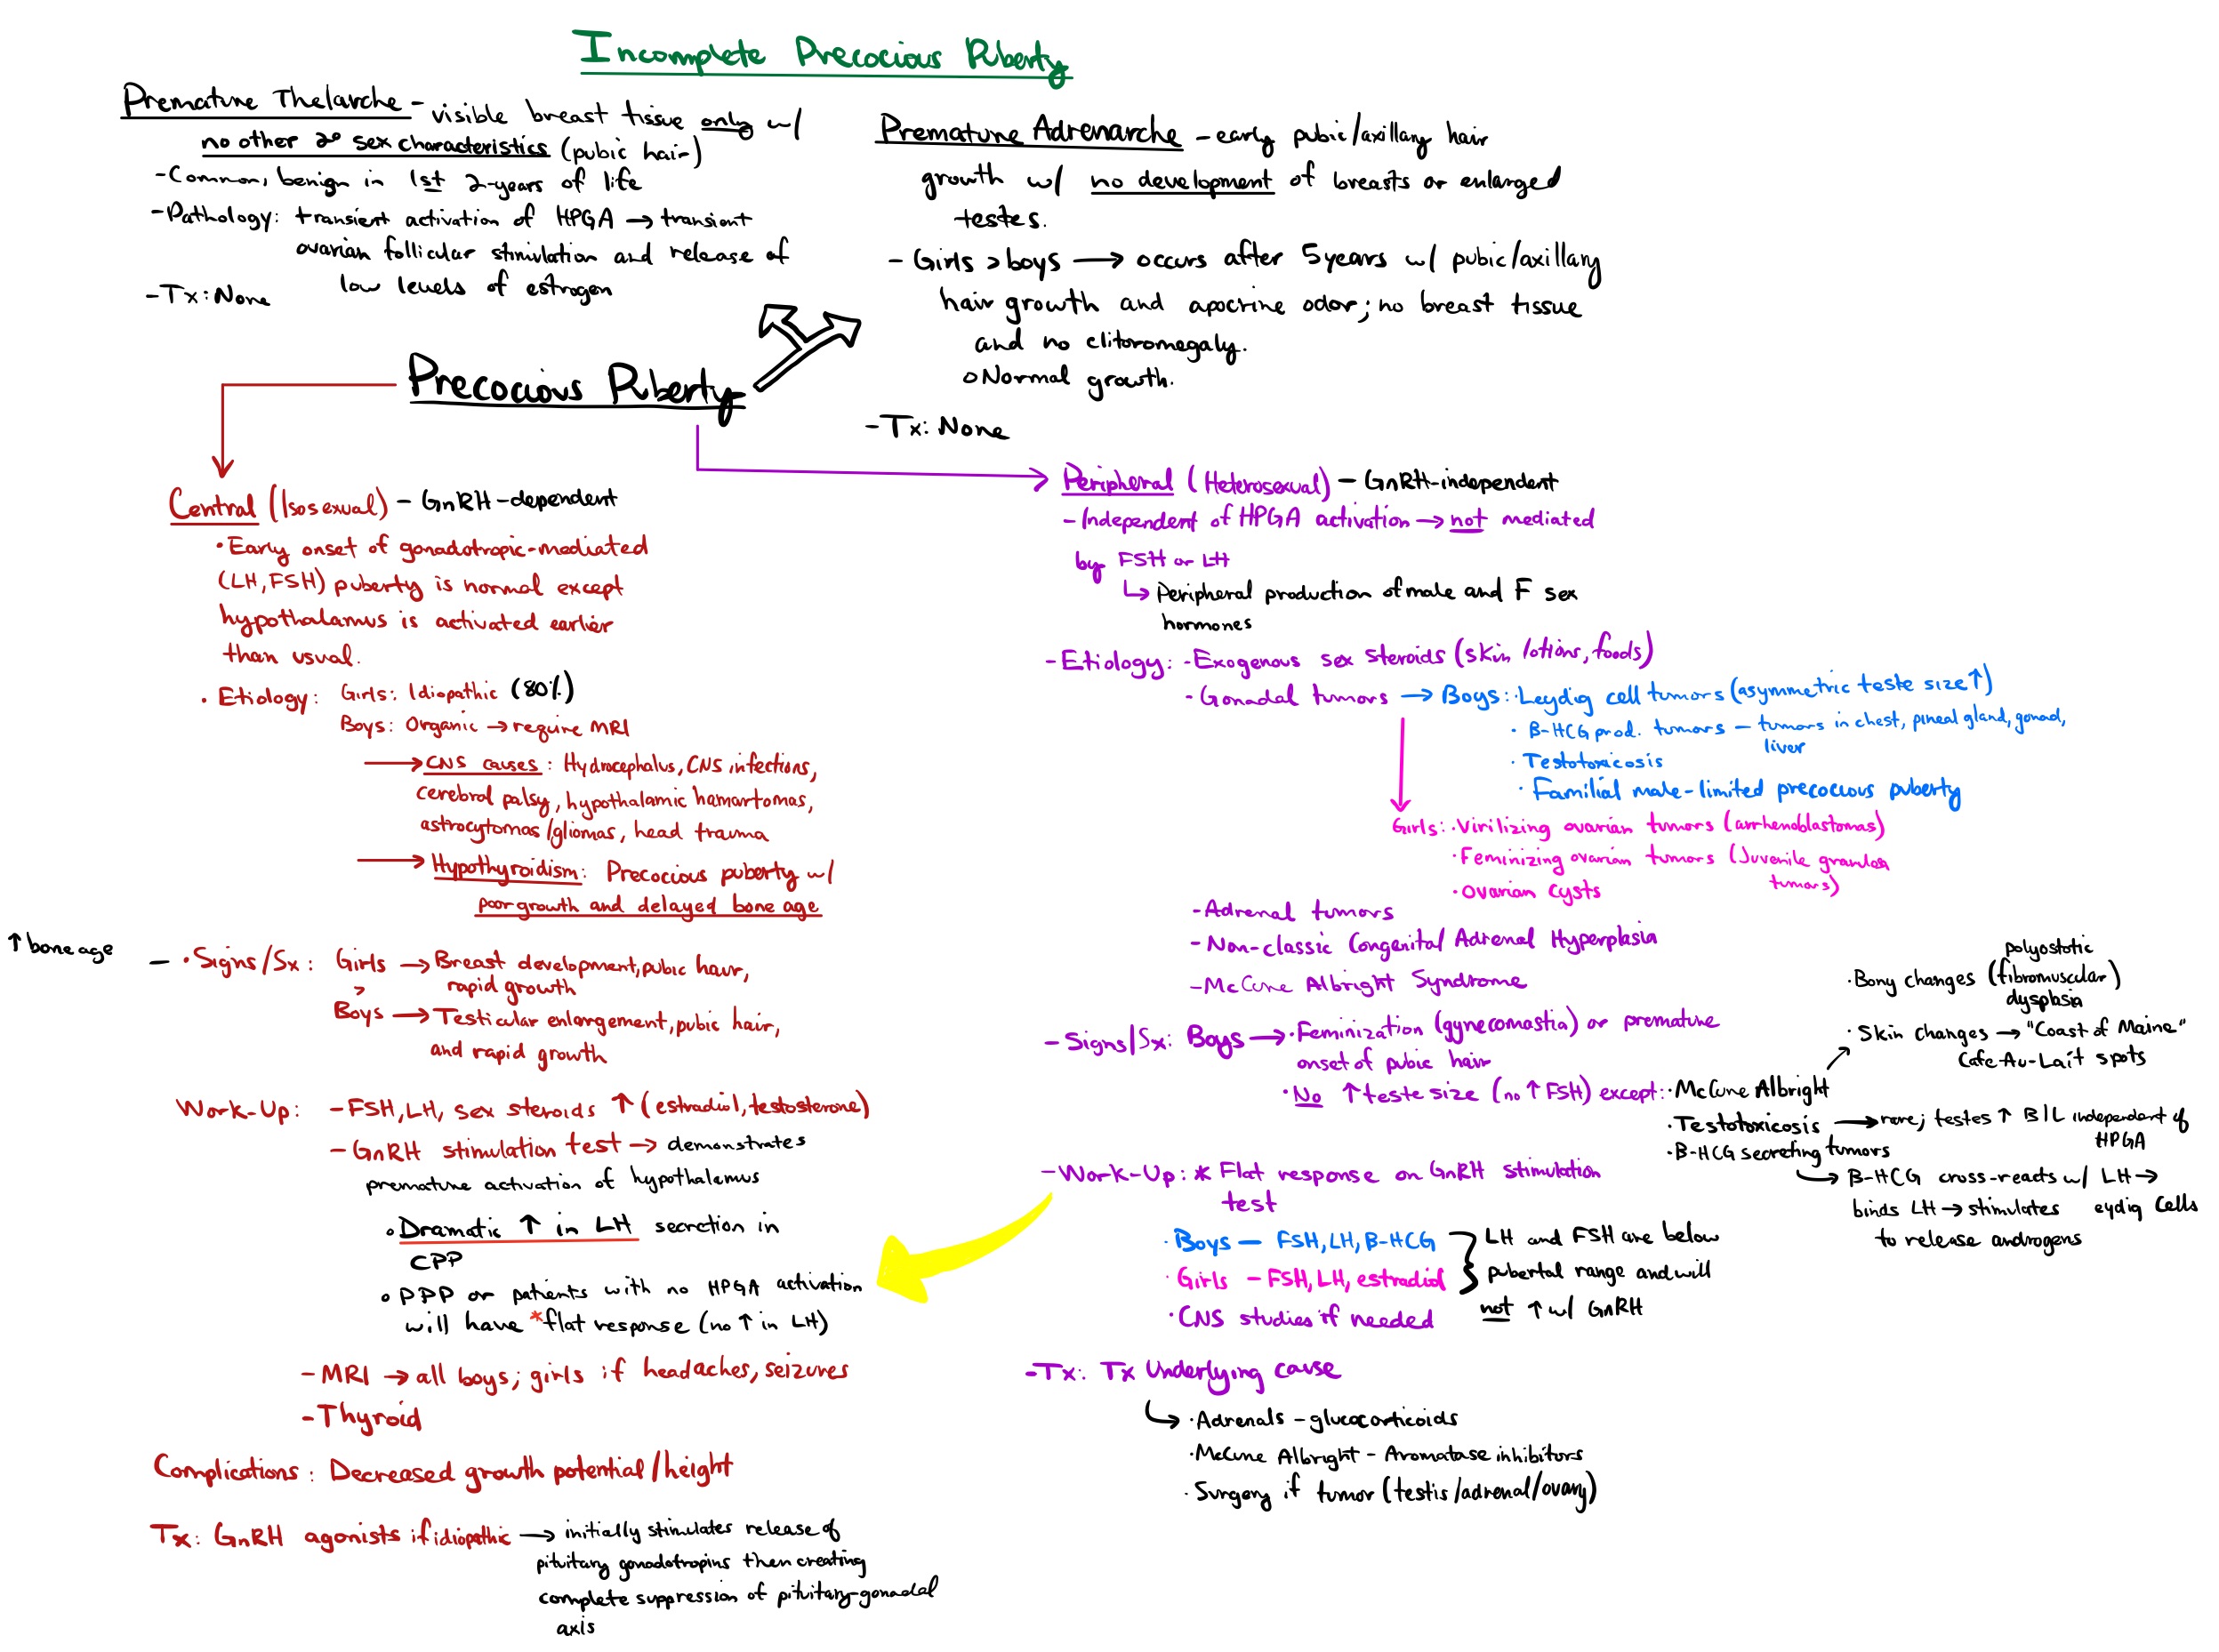 Incomplete Precocious Puberty
Premature Thelarche - visible breast tissue only w/
no other 2° sex characteristics (pubic hair)
- Common, benign in 1st 2-years of life
- Pathology: transient activation of HPGA → transient
ovarian follicular stimulation and release of
low levels of estrogen
- Tx: None
Premature Adrenarche - early pubic/axillary hair
growth w/ no development of breasts or enlarged
testes.
- Girls > boys → occurs after 5 years w/ pubic/axillary
hair growth and apocrine odor; no breast tissue
and no clitoromegaly.
o Normal growth.
- Tx: None
Precocious Puberty
Central (Isosexual) - GnRH-dependent
• Early onset of gonadotropic-mediated
(LH, FSH) puberty is normal except
hypothalamus is activated earlier
than usual.
• Etiology: Girls: Idiopathic (80%)
Boys: Organic → require MRI
→ CNS causes: Hydrocephalus, CNS infections,
cerebral palsy, hypothalamic hamartomas,
astrocytomas/gliomas, head trauma
→ Hypothyroidism: Precocious puberty w/
poor growth and delayed bone age
↑ bone age
- • Signs/Sx: Girls → Breast development, pubic hair,
rapid growth
>
Boys → Testicular enlargement, pubic hair,
and rapid growth
Work-Up: - FSH, LH, sex steroids ↑ (estradiol, testosterone)
- GnRH stimulation test → demonstrates
premature activation of hypothalamus
o Dramatic ↑ in LH secretion in
CPP
o PPP or patients with no HPGA activation
will have *flat response (no ↑ in LH)
- MRI → all boys; girls if headaches, seizures
- Thyroid
Complications: Decreased growth potential/height
Tx: GnRH agonists if idiopathic → initially stimulates release of
pituitary gonadotropins then creating
complete suppression of pituitary-gonadal
axis
Peripheral (Heterosexual) - GnRH-independent
- Independent of HPGA activation → not mediated
by FSH or LH
↳ Peripheral production of male and F sex
hormones
- Etiology: - Exogenous sex steroids (skin lotions, foods)
- Gonadal tumors → Boys: • Leydig cell tumors (asymmetric teste size ↑)
• B-HCG prod. tumors - tumors in chest, pineal gland, gonad,
liver
• Testotoxicosis
• Familial male-limited precocious puberty
Girls: • Virilizing ovarian tumors (arrhenoblastomas)
• Feminizing ovarian tumors (Juvenile granulosa
tumors)
• Ovarian Cysts
- Adrenal tumors
- Non-classic Congenital Adrenal Hyperplasia
- McCune Albright Syndrome
- Signs/Sx: Boys → • Feminization (gynecomastia) or premature
onset of pubic hair
• No ↑ teste size (no ↑ FSH) except: • McCune Albright
• Bony changes (polyostotic
fibromuscular)
dysplasia
• Skin changes → "Coast of Maine"
Cafe-Au-Lait spots
• Testotoxicosis → rare; testes ↑ B/L independent of
HPGA
• B-HCG secreting tumors
↳ B-HCG cross-reacts w/ LH →
binds LH → stimulates eydig cells
to release androgens
- Work-Up: * Flat response on GnRH stimulation
test
• Boys - FSH, LH, B-HCG
• Girls - FSH, LH, estradiol
• CNS studies if needed
LH and FSH are below
pubertal range and will
not ↑ w/ GnRH
- Tx: Tx Underlying cause
↳ • Adrenals - glucocorticoids
• McCune Albright - Aromatase inhibitors
• Surgery if tumor (testis/adrenal/ovary)